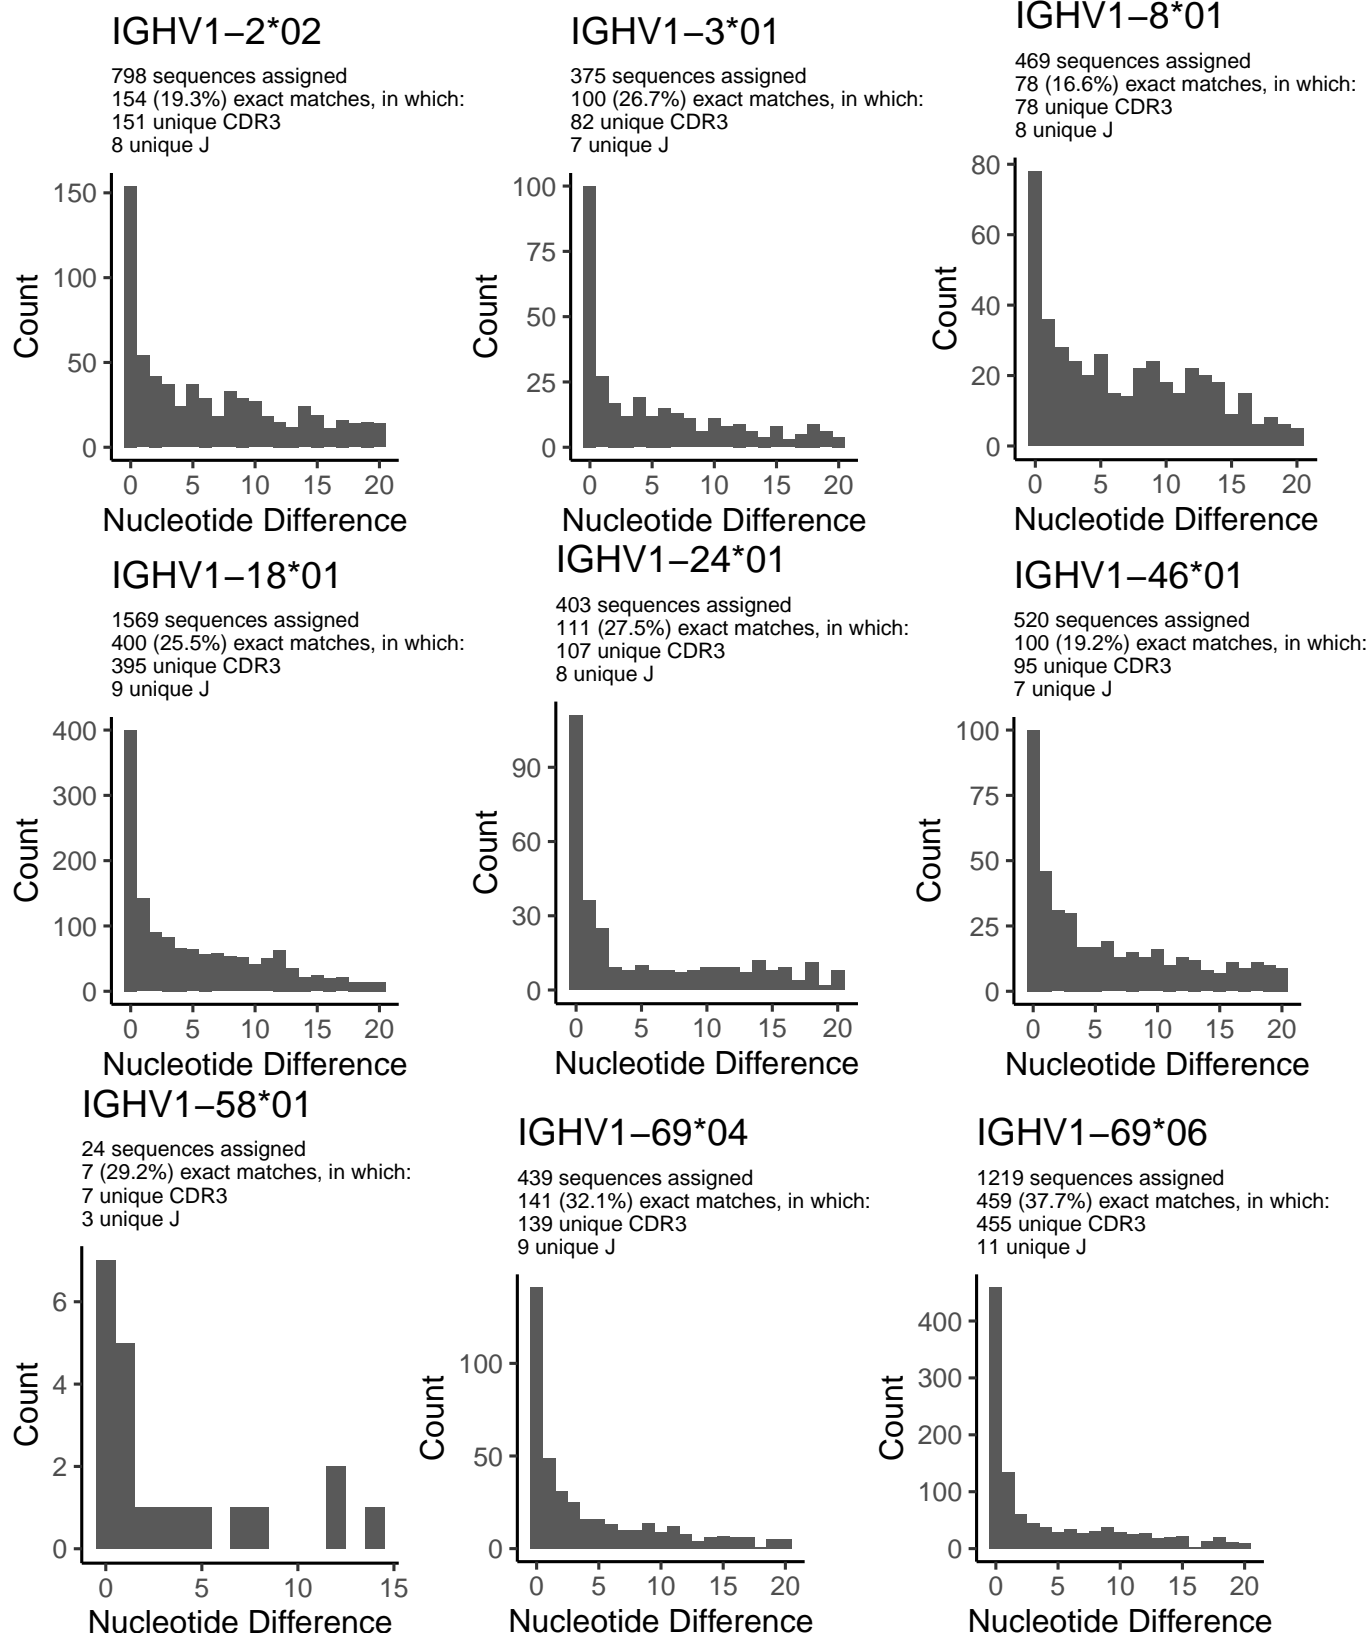 IGHV1−2*02
798 sequences assigned
154 (19.3%) exact matches, in which:
151 unique CDR3
8 unique J
150
100
50
0
Count
0 5 10 15 20
Nucleotide Difference
IGHV1−3*01
375 sequences assigned
100 (26.7%) exact matches, in which:
82 unique CDR3
7 unique J
100
75
50
25
0
Count
0 5 10 15 20
Nucleotide Difference
IGHV1−8*01
469 sequences assigned
78 (16.6%) exact matches, in which:
78 unique CDR3
8 unique J
80
60
40
20
0
Count
0 5 10 15 20
Nucleotide Difference
IGHV1−18*01
1569 sequences assigned
400 (25.5%) exact matches, in which:
395 unique CDR3
9 unique J
400
300
200
100
0
Count
0 5 10 15 20
Nucleotide Difference
IGHV1−24*01
403 sequences assigned
111 (27.5%) exact matches, in which:
107 unique CDR3
8 unique J
90
60
30
0
Count
0 5 10 15 20
Nucleotide Difference
IGHV1−46*01
520 sequences assigned
100 (19.2%) exact matches, in which:
95 unique CDR3
7 unique J
100
75
50
25
0
Count
0 5 10 15 20
Nucleotide Difference
IGHV1−58*01
24 sequences assigned
7 (29.2%) exact matches, in which:
7 unique CDR3
3 unique J
6
4
2
0
Count
0 5 10 15
Nucleotide Difference
IGHV1−69*04
439 sequences assigned
141 (32.1%) exact matches, in which:
139 unique CDR3
9 unique J
100
50
0
Count
0 5 10 15 20
Nucleotide Difference
IGHV1−69*06
1219 sequences assigned
459 (37.7%) exact matches, in which:
455 unique CDR3
11 unique J
400
300
200
100
0
Count
0 5 10 15 20
Nucleotide Difference